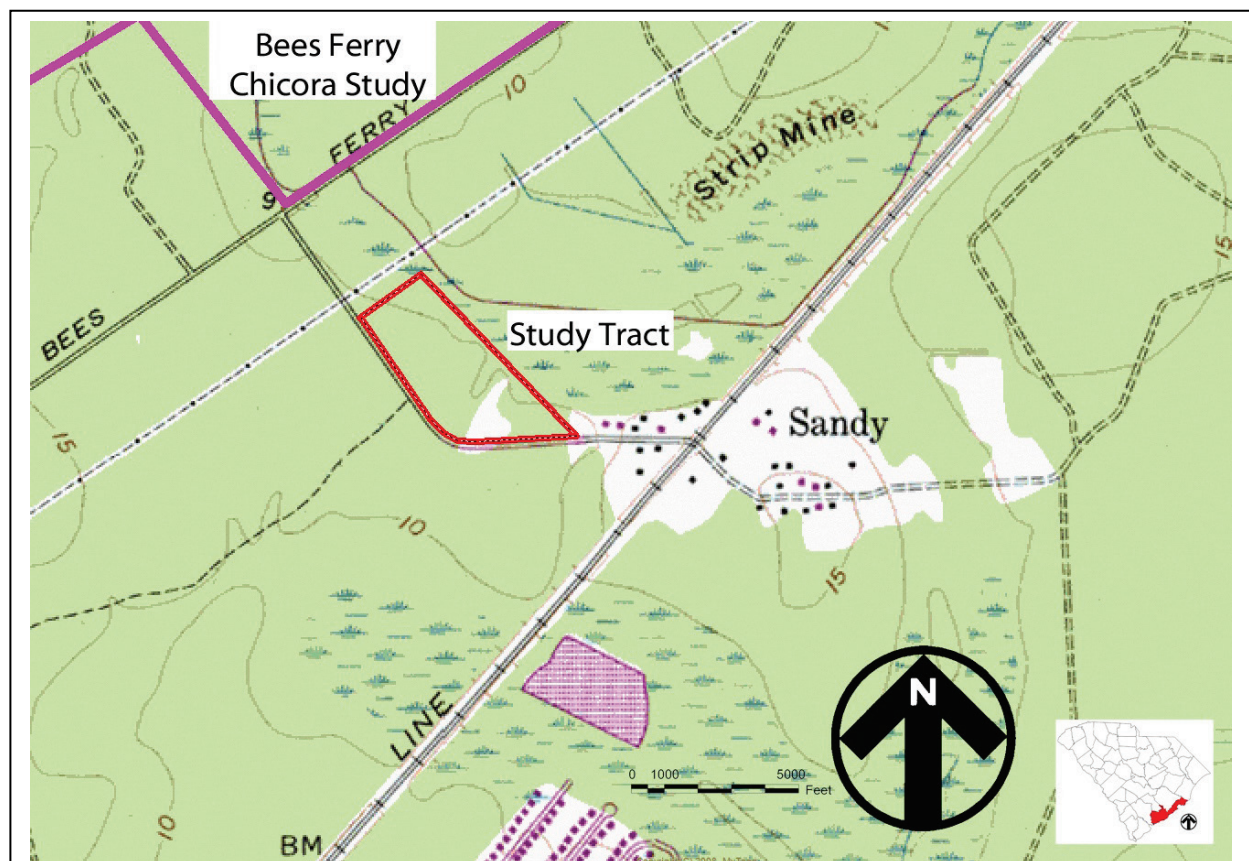 Bees Ferry
Chicora Study
10
FERRY
Strip Mine
9
15
BEES
Study Tract
Sandy
15
10
15
N
LINE
0 1000 5000
Feet
10
BM